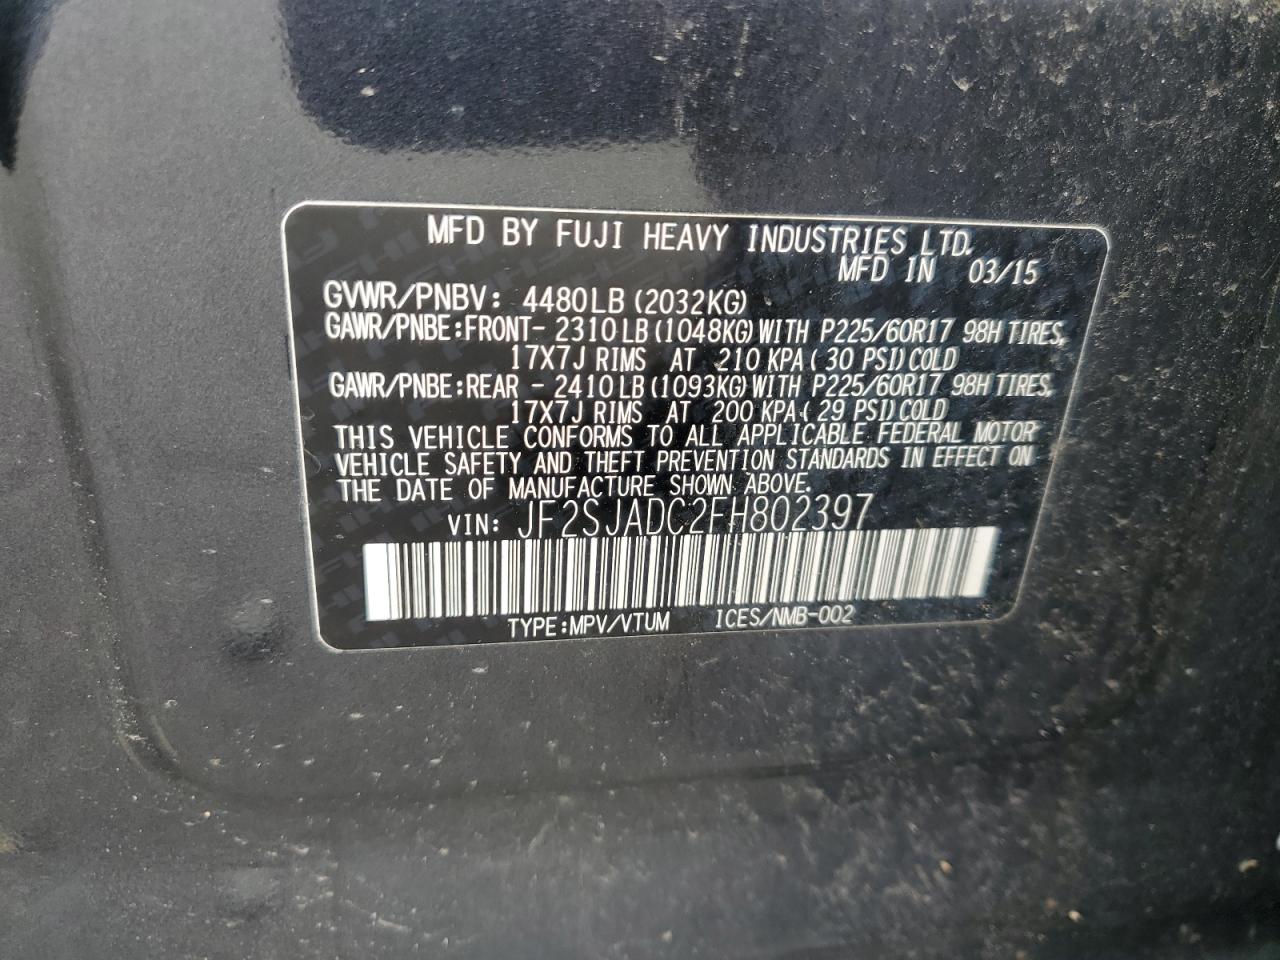 MFD BY FUJI HEAVY INDUSTRIES LTD.
MFD IN 03/15
GVWR/PNBV: 4480LB (2032KG)
GAWR/PNBE:FRONT- 2310LB (1048KG) WITH P225/60R17 98H TIRES,
17X7J RIMS AT 210 KPA (30 PSI) COLD
GAWR/PNBE:REAR - 2410LB (1093KG) WITH P225/60R17 98H TIRES,
17X7J RIMS AT 200 KPA (29 PSI) COLD
THIS VEHICLE CONFORMS TO ALL APPLICABLE FEDERAL MOTOR
VEHICLE SAFETY AND THEFT PREVENTION STANDARDS IN EFFECT ON
THE DATE OF MANUFACTURE SHOWN ABOVE.
VIN: JF2SJADC2FH802397
TYPE:MPV/VTUM ICES/NMB-002